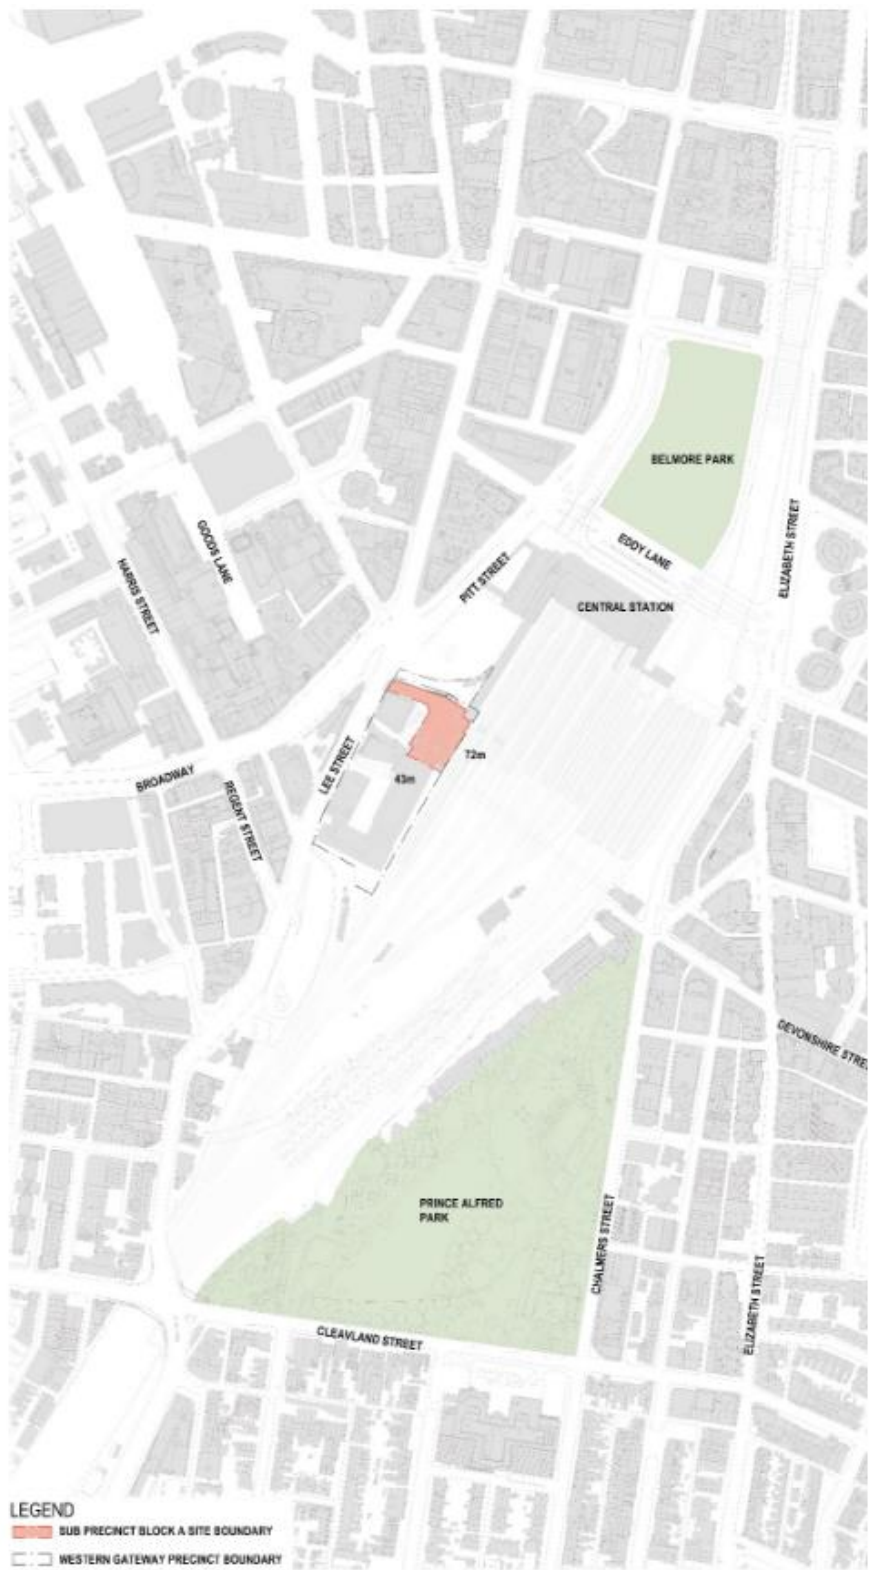 BELMORE PARK
ELIZABETH STREET
EDDY LANE
GOODS LANE
HARRIS STREET
PITT STREET
CENTRAL STATION
LEE STREET
72m
43m
BROADWAY
REGENT STREET
DEVONSHIRE STREE
PRINCE ALFRED
PARK
CHALMERS STREET
ELIZABETH STREET
CLEAVLAND STREET
LEGEND
SUB PRECINCT BLOCK A SITE BOUNDARY
WESTERN GATEWAY PRECINCT BOUNDARY